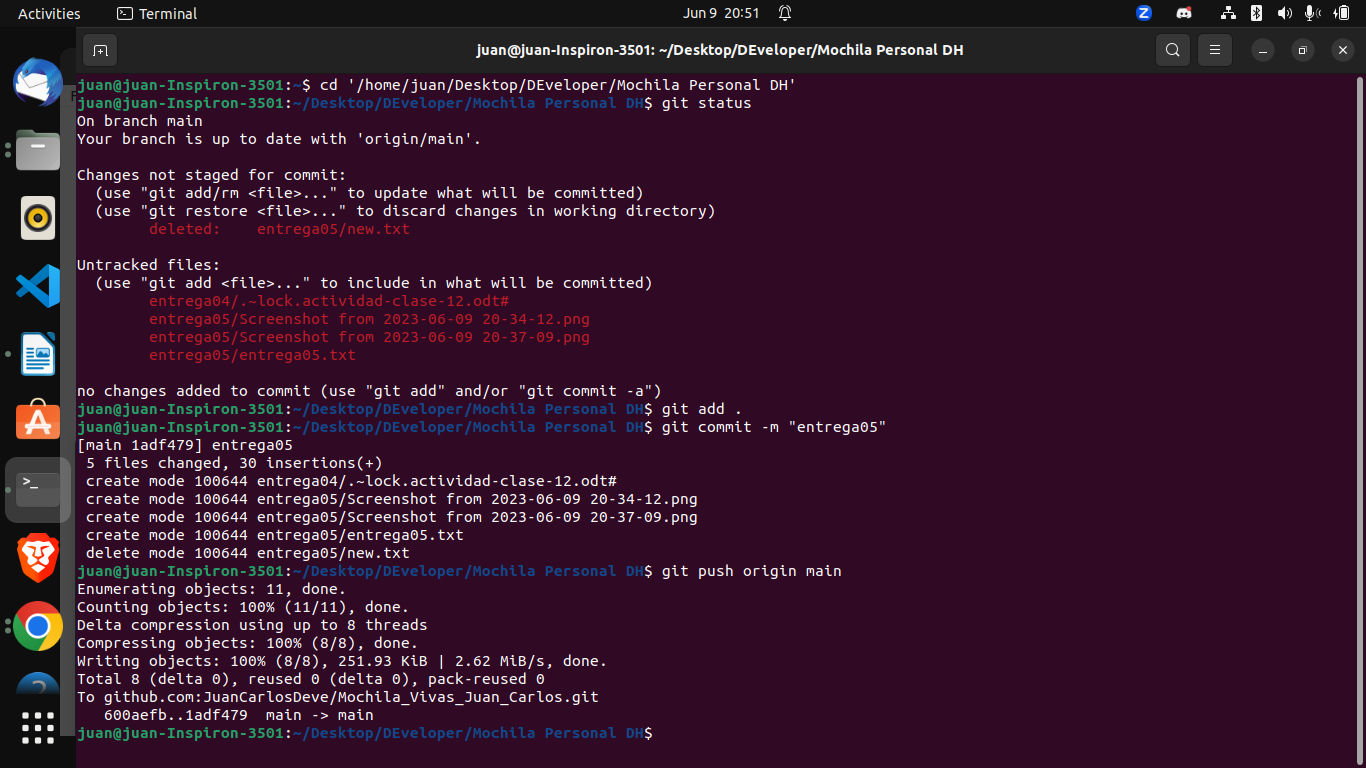 Activities
Terminal
Jun 9 20:51
juan@juan-Inspiron-3501: ~/Desktop/DEveloper/Mochila Personal DH
juan@juan-Inspiron-3501:~$ cd '/home/juan/Desktop/DEveloper/Mochila Personal DH'
juan@juan-Inspiron-3501:~/Desktop/DEveloper/Mochila Personal DH$ git status
On branch main
Your branch is up to date with 'origin/main'.
Changes not staged for commit:
  (use "git add/rm <file>..." to update what will be committed)
  (use "git restore <file>..." to discard changes in working directory)
        deleted:    entrega05/new.txt
Untracked files:
  (use "git add <file>..." to include in what will be committed)
        entrega04/.~lock.actividad-clase-12.odt#
        entrega05/Screenshot from 2023-06-09 20-34-12.png
        entrega05/Screenshot from 2023-06-09 20-37-09.png
        entrega05/entrega05.txt
no changes added to commit (use "git add" and/or "git commit -a")
juan@juan-Inspiron-3501:~/Desktop/DEveloper/Mochila Personal DH$ git add .
juan@juan-Inspiron-3501:~/Desktop/DEveloper/Mochila Personal DH$ git commit -m "entrega05"
[main 1adf479] entrega05
 5 files changed, 30 insertions(+)
 create mode 100644 entrega04/.~lock.actividad-clase-12.odt#
 create mode 100644 entrega05/Screenshot from 2023-06-09 20-34-12.png
 create mode 100644 entrega05/Screenshot from 2023-06-09 20-37-09.png
 create mode 100644 entrega05/entrega05.txt
 delete mode 100644 entrega05/new.txt
juan@juan-Inspiron-3501:~/Desktop/DEveloper/Mochila Personal DH$ git push origin main
Enumerating objects: 11, done.
Counting objects: 100% (11/11), done.
Delta compression using up to 8 threads
Compressing objects: 100% (8/8), done.
Writing objects: 100% (8/8), 251.93 KiB | 2.62 MiB/s, done.
Total 8 (delta 0), reused 0 (delta 0), pack-reused 0
To github.com:JuanCarlosDeve/Mochila_Vivas_Juan_Carlos.git
   600aefb..1adf479  main -> main
juan@juan-Inspiron-3501:~/Desktop/DEveloper/Mochila Personal DH$